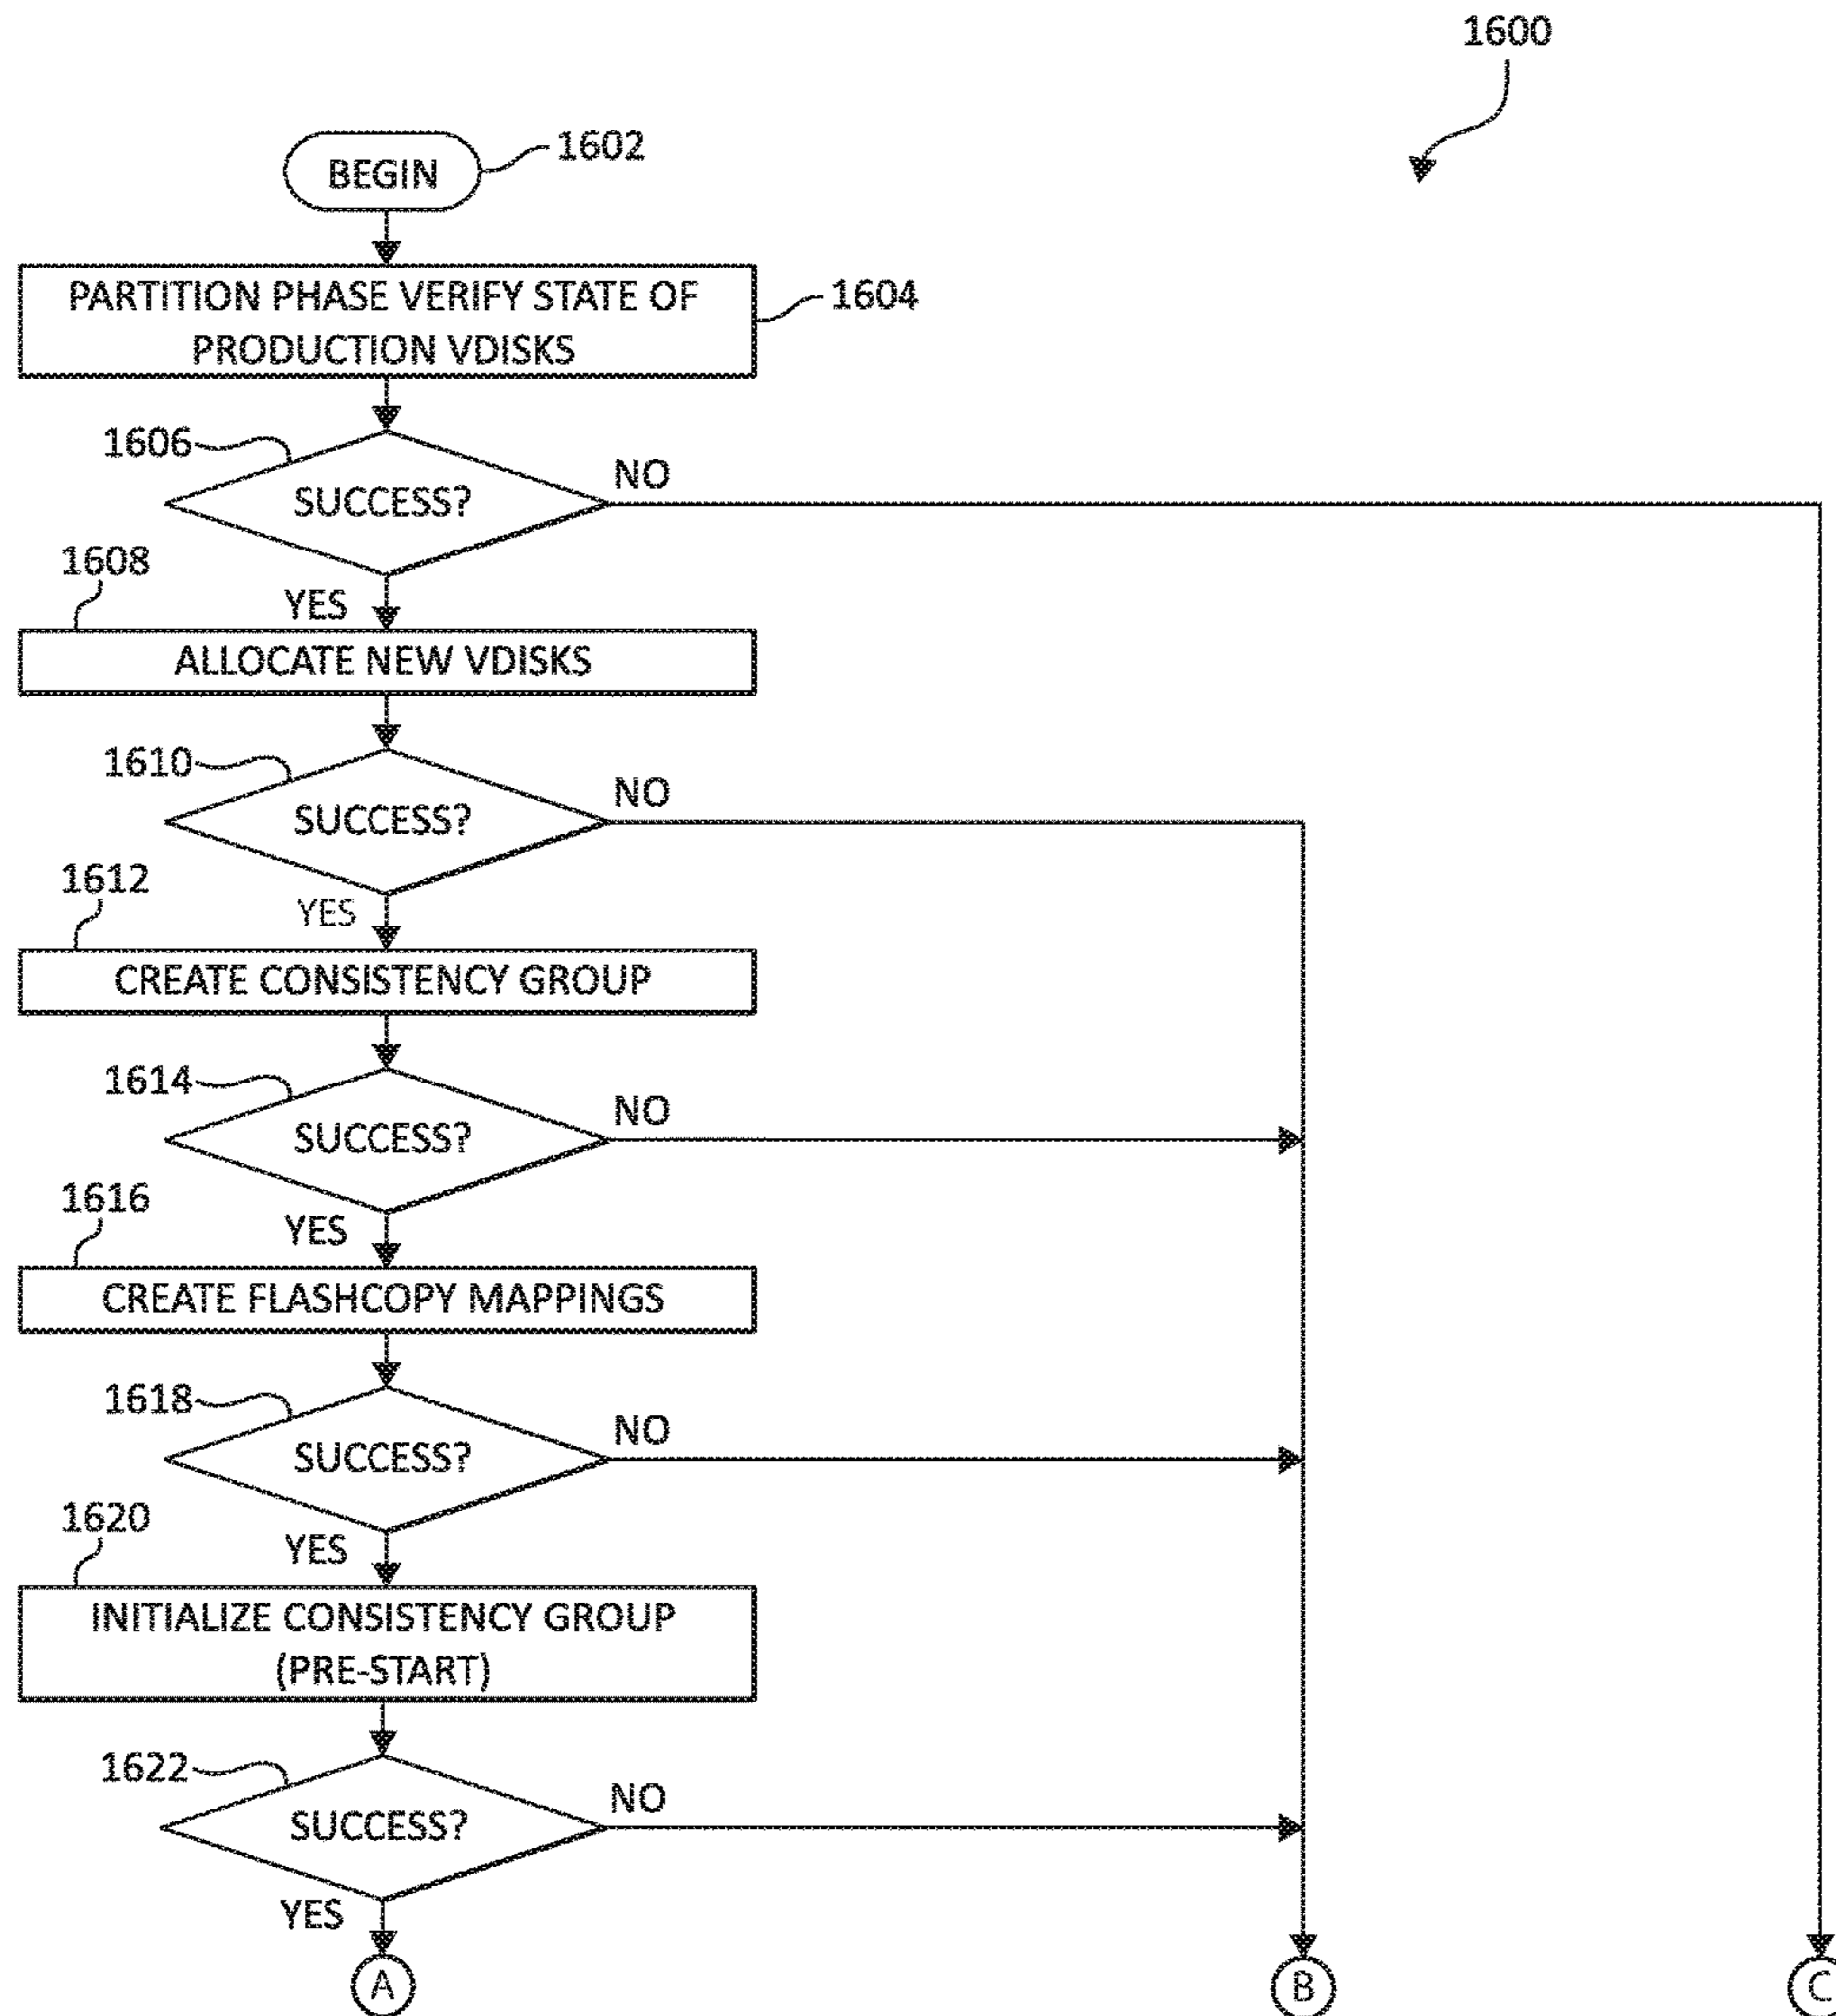 1600
BEGIN
1602
PARTITION PHASE VERIFY STATE OF
PRODUCTION VDISKS
1604
1606
SUCCESS?
NO
YES
1608
ALLOCATE NEW VDISKS
1610
SUCCESS?
NO
YES
1612
CREATE CONSISTENCY GROUP
1614
SUCCESS?
NO
YES
1616
CREATE FLASHCOPY MAPPINGS
1618
SUCCESS?
NO
YES
1620
INITIALIZE CONSISTENCY GROUP
(PRE-START)
1622
SUCCESS?
NO
YES
A
B
C